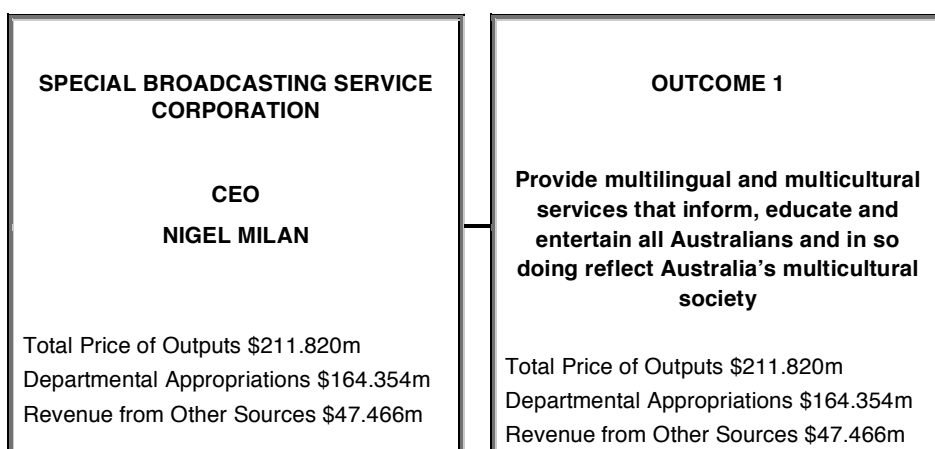 SPECIAL BROADCASTING SERVICE
CORPORATION
CEO
NIGEL MILAN
Total Price of Outputs $211.820m
Departmental Appropriations $164.354m
Revenue from Other Sources $47.466m
OUTCOME 1
Provide multilingual and multicultural
services that inform, educate and
entertain all Australians and in so
doing reflect Australia’s multicultural
society
Total Price of Outputs $211.820m
Departmental Appropriations $164.354m
Revenue from Other Sources $47.466m